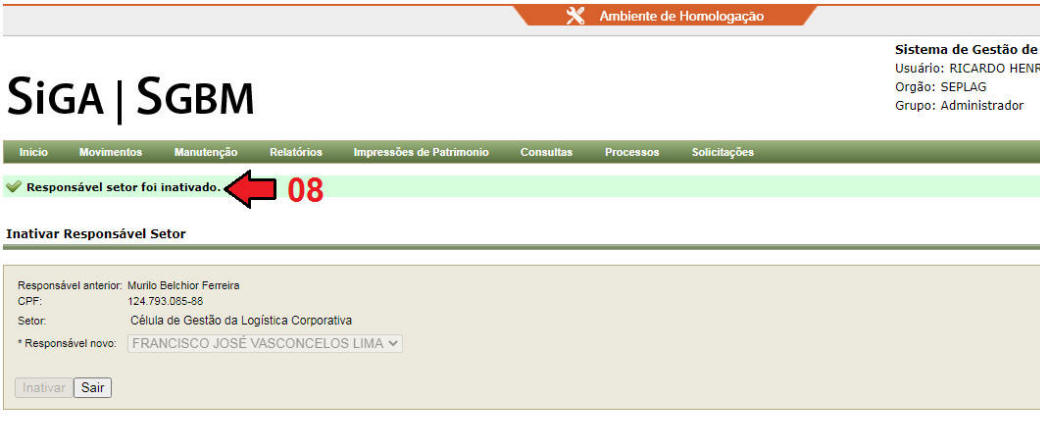 Ambiente de Homologação
Sistema de Gestão de
Usuário: RICARDO HENR
Orgão: SEPLAG
Grupo: Administrador
SIGA | SGBM
Inicio Movimentos Manutenção Relatórios Impressões de Patrimonio Consultas Processos Solicitações
Responsável setor foi inativado. 08
Inativar Responsável Setor
Responsável anterior: Murilo Belchior Ferreira
CPF: 124.793.085-88
Setor: Célula de Gestão da Logística Corporativa
* Responsável novo: FRANCISCO JOSÉ VASCONCELOS LIMA
Inativar Sair